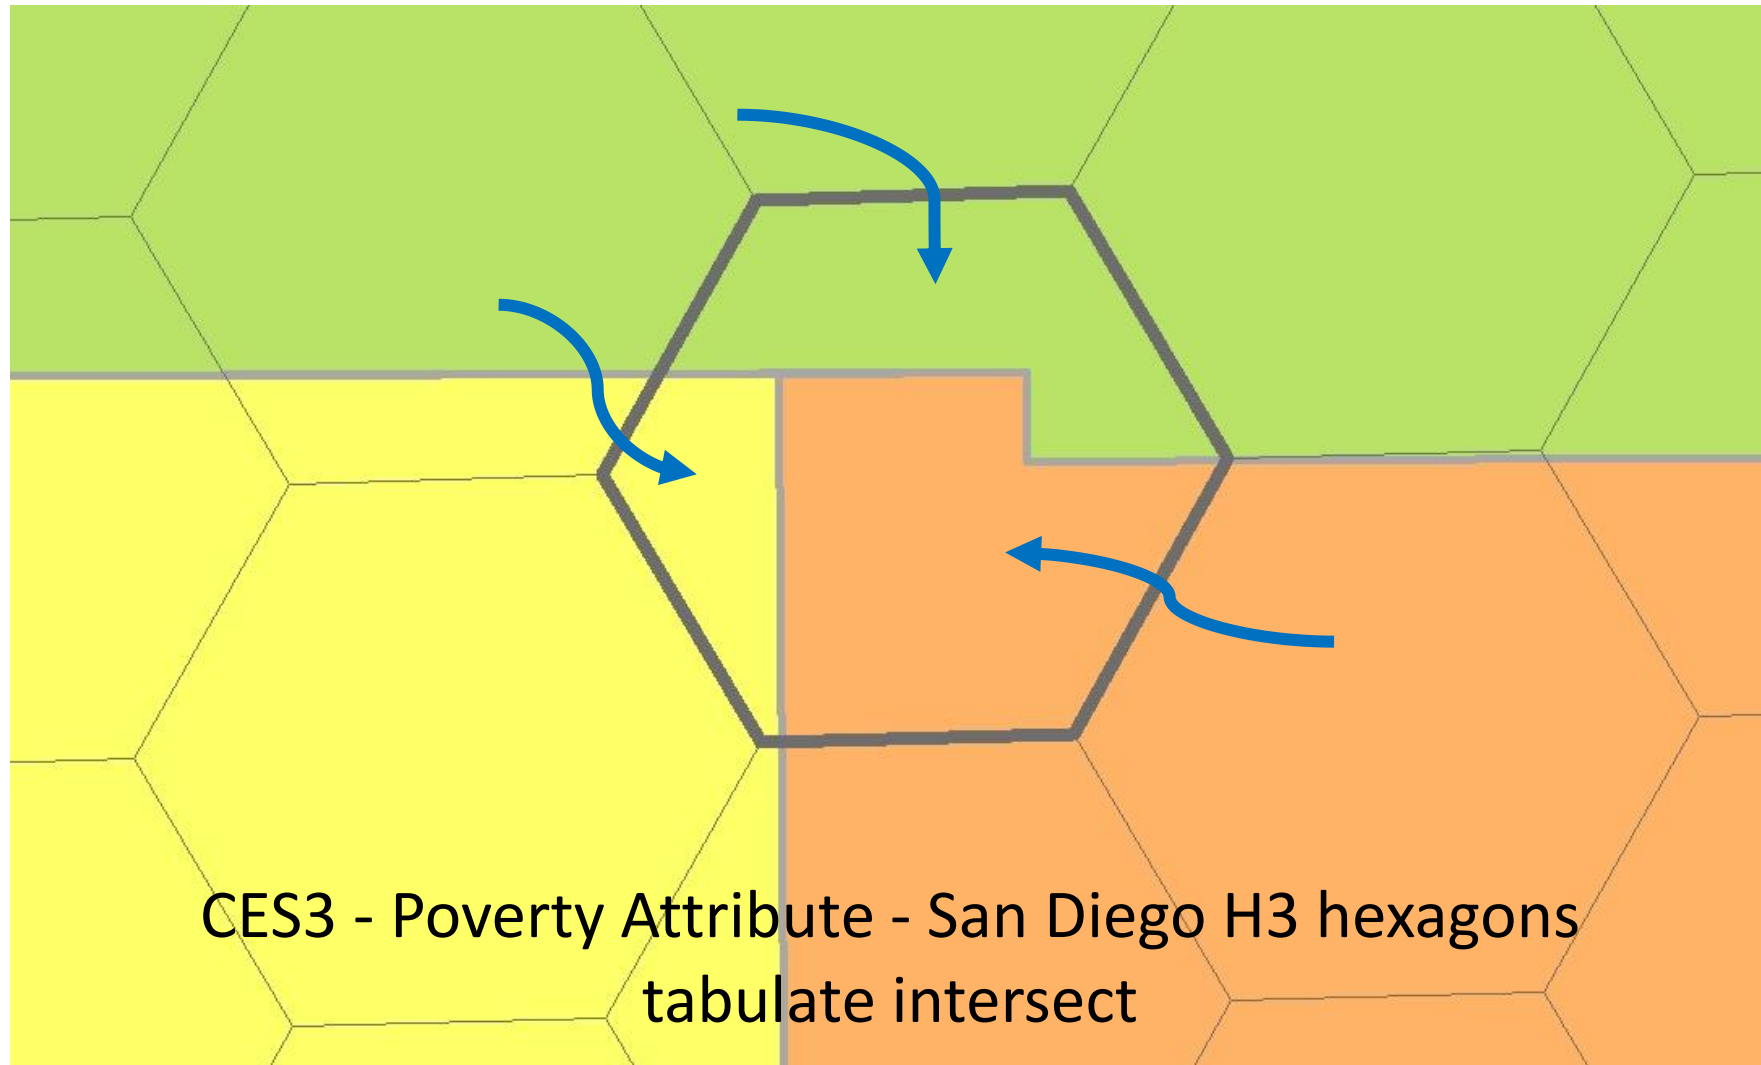 CES3 - Poverty Attribute - San Diego H3 hexagons
tabulate intersect